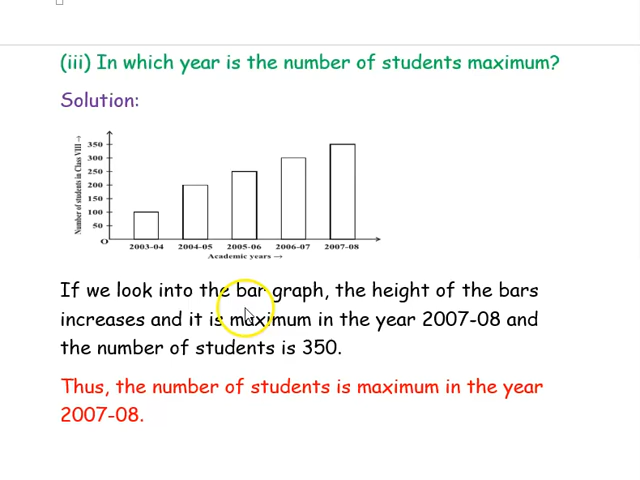 (iii) In which year is the number of students maximum?
Solution:
Number of students in Class VIII →
350
300
250
200
150
100
50
O
2003-04 2004-05 2005-06 2006-07 2007-08
Academic years →
If we look into the bar graph, the height of the bars
increases and it is maximum in the year 2007-08 and
the number of students is 350.
Thus, the number of students is maximum in the year
2007-08.